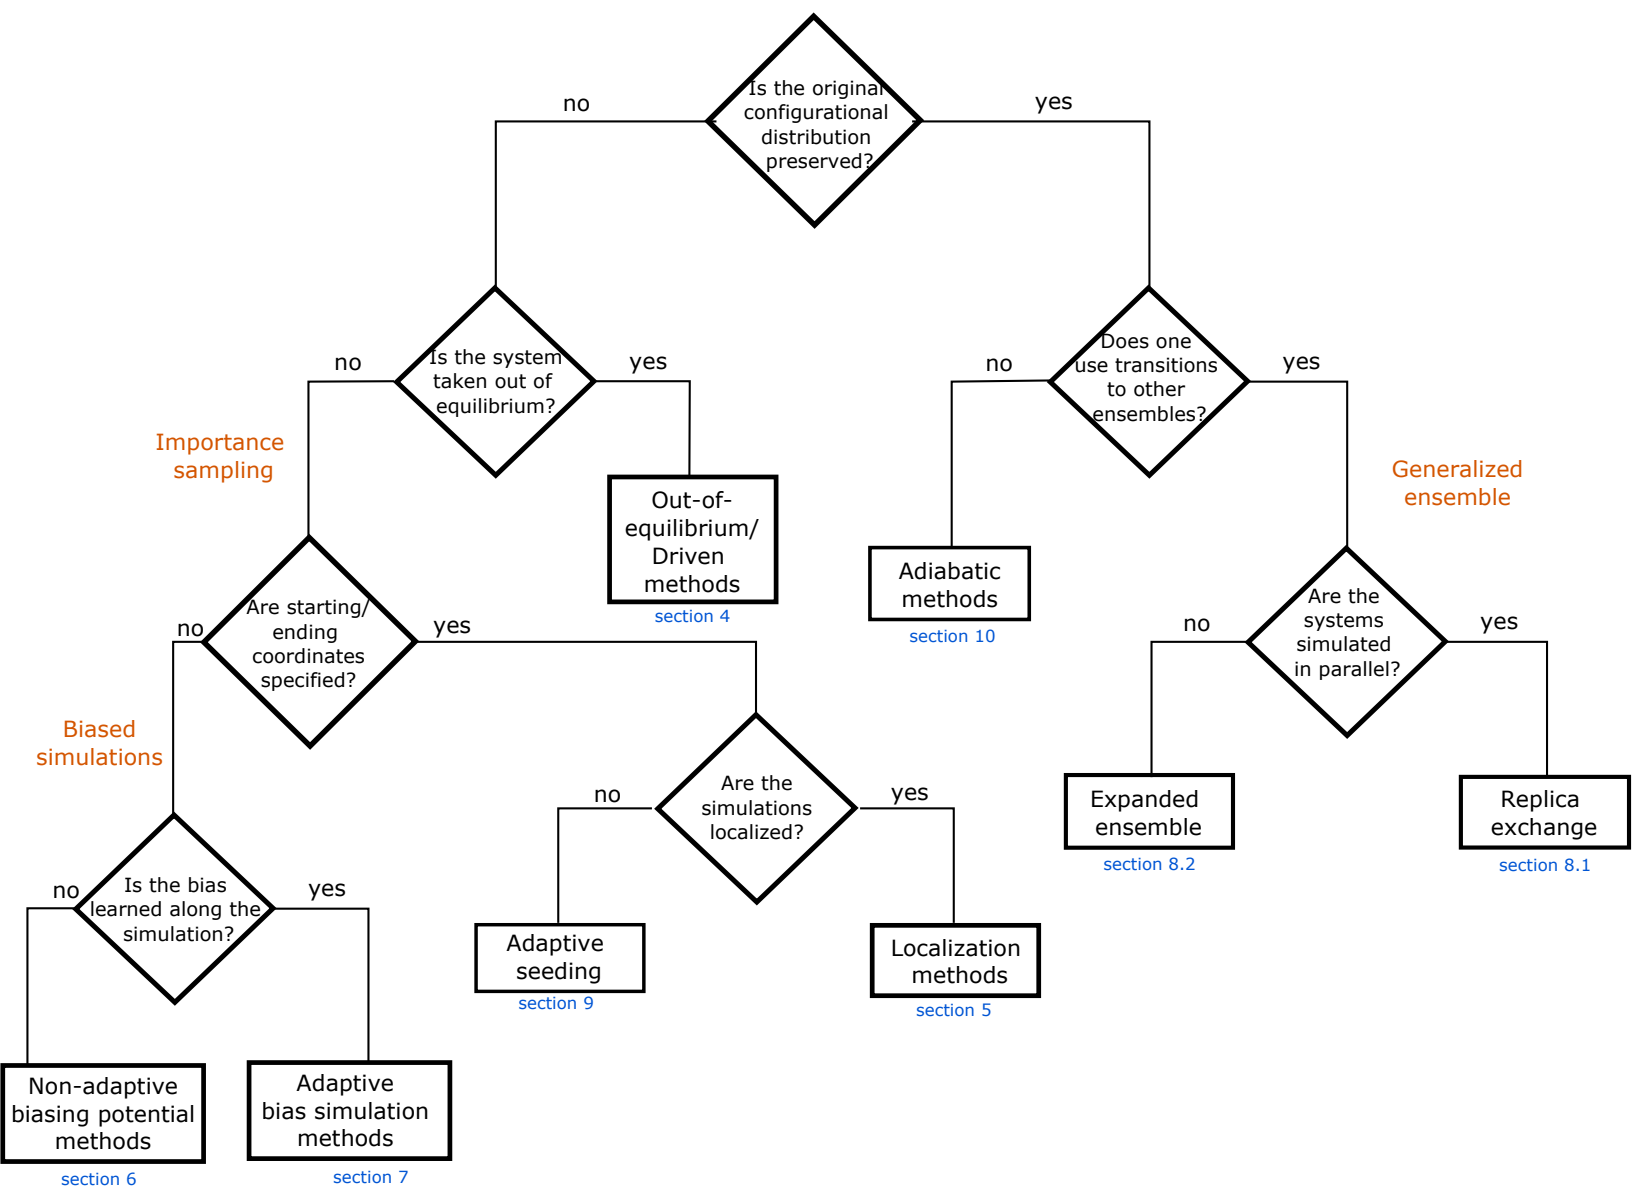 Is the original
configurational
distribution
preserved?
no
yes
Is the system
taken out of
equilibrium?
no
yes
Does one
use transitions
to other
ensembles?
no
yes
Importance
sampling
Generalized
ensemble
Out-of-
equilibrium/
Driven
methods
section 4
Adiabatic
methods
section 10
Are starting/
ending
coordinates
specified?
no
yes
Are the
systems
simulated
in parallel?
no
yes
Biased
simulations
Are the
simulations
localized?
no
yes
Expanded
ensemble
section 8.2
Replica
exchange
section 8.1
Is the bias
learned along the
simulation?
no
yes
Adaptive
seeding
section 9
Localization
methods
section 5
Non-adaptive
biasing potential
methods
section 6
Adaptive
bias simulation
methods
section 7